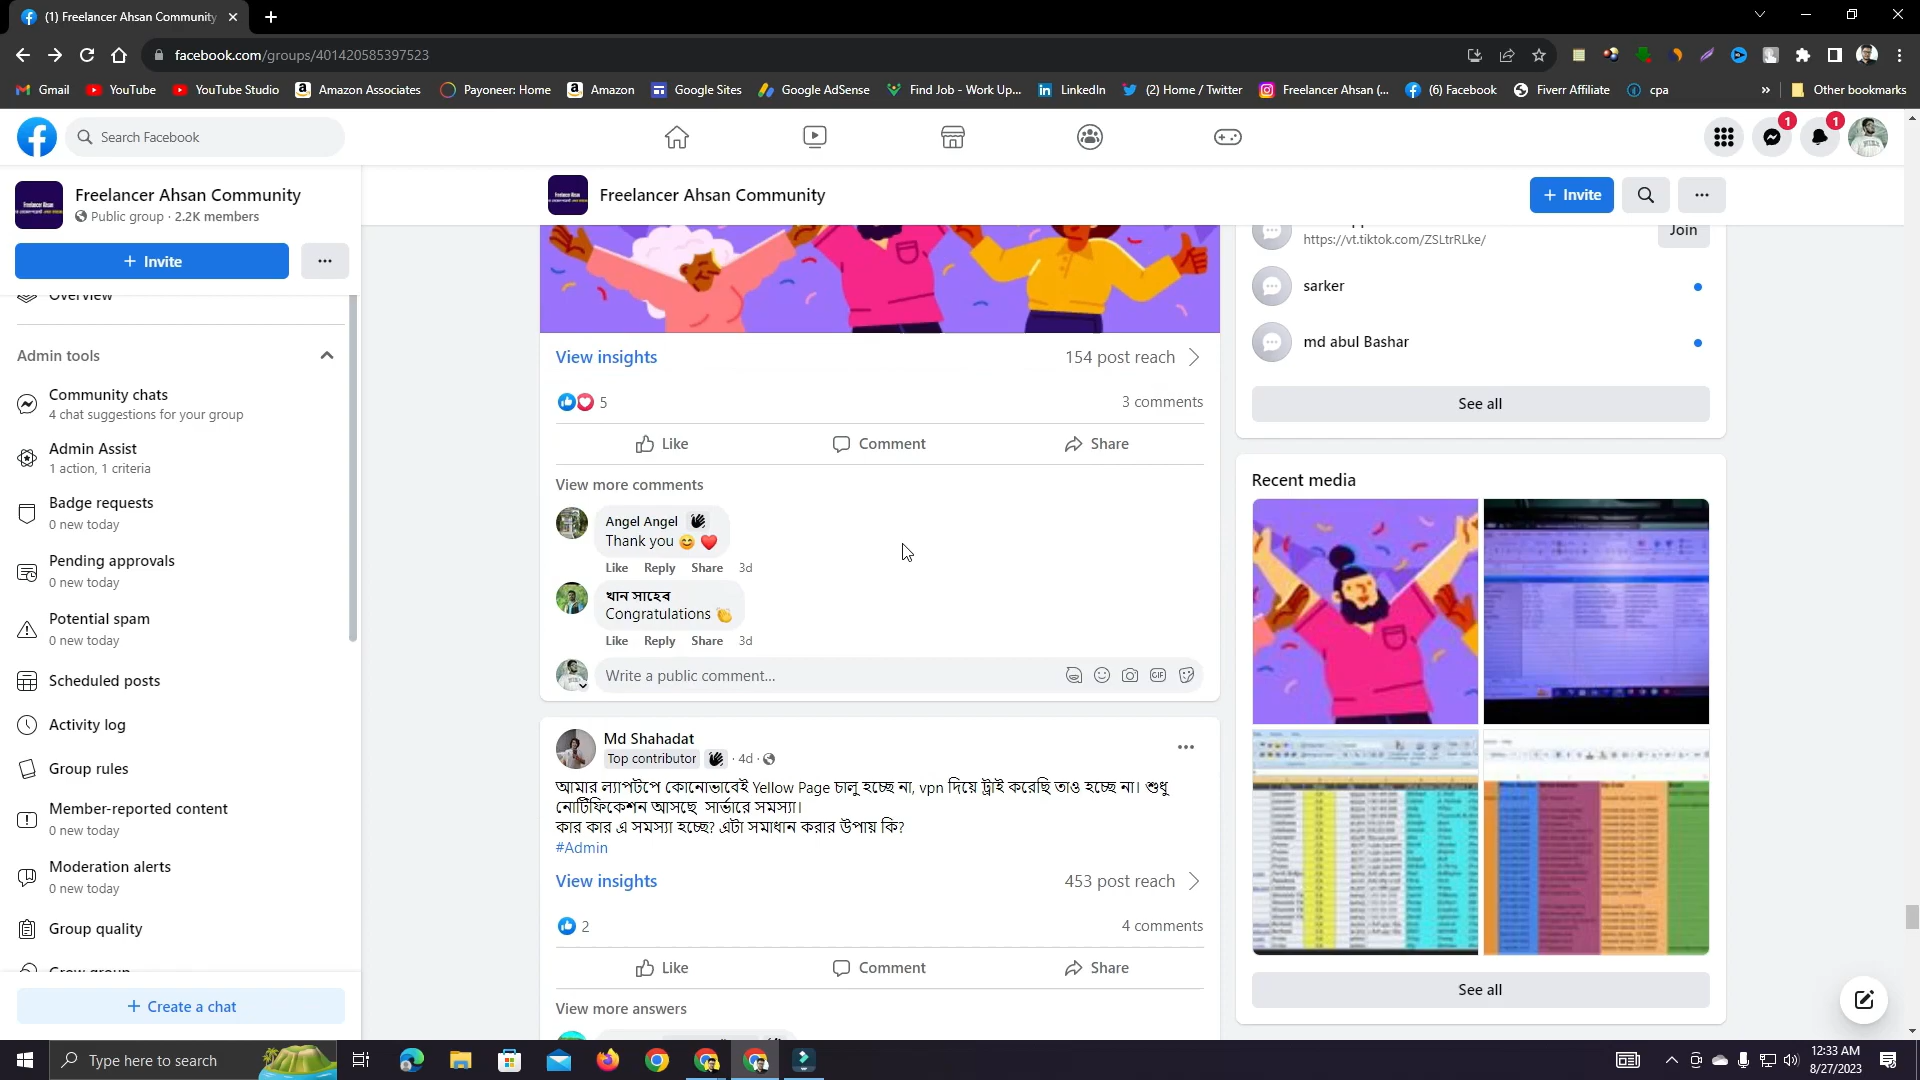 (1) Freelancer Ahsan Community
facebook.com/groups/401420585397523
Gmail
YouTube
YouTube Studio
Amazon Associates
Payoneer: Home
Amazon
Google Sites
Google AdSense
Find Job - Work Up...
LinkedIn
(2) Home / Twitter
Freelancer Ahsan (...
(6) Facebook
Fiverr Affiliate
cpa
»
Other bookmarks
Search Facebook
1
1
Freelancer Ahsan Community
Public group · 2.2K members
+ Invite
Overview
Admin tools
Community chats
4 chat suggestions for your group
Admin Assist
1 action, 1 criteria
Badge requests
0 new today
Pending approvals
0 new today
Potential spam
0 new today
Scheduled posts
Activity log
Group rules
Member-reported content
0 new today
Moderation alerts
0 new today
Group quality
Grow group
+ Create a chat
Freelancer Ahsan Community
+ Invite
View insights
154 post reach
5
3 comments
Like
Comment
Share
View more comments
Angel Angel
Thank you 😊 ❤️
Like Reply Share 3d
খান সাহেব
Congratulations 👏
Like Reply Share 3d
Write a public comment...
GIF
Md Shahadat
Top contributor · 4d ·
আমার ল্যাপটপে কোনোভাবেই Yellow Page চালু হচ্ছে না, vpn দিয়ে ট্রাই করেছি তাও হচ্ছে না। শুধু
নোটিফিকেশন আসছে সার্ভারে সমস্যা।
কার কার এ সমস্যা হচ্ছে? এটা সমাধান করার উপায় কি?
#Admin
View insights
453 post reach
2
4 comments
Like
Comment
Share
View more answers
https://vt.tiktok.com/ZSLtrRLke/
Join
sarker
md abul Bashar
See all
Recent media
See all
Type here to search
12:33 AM
8/27/2023